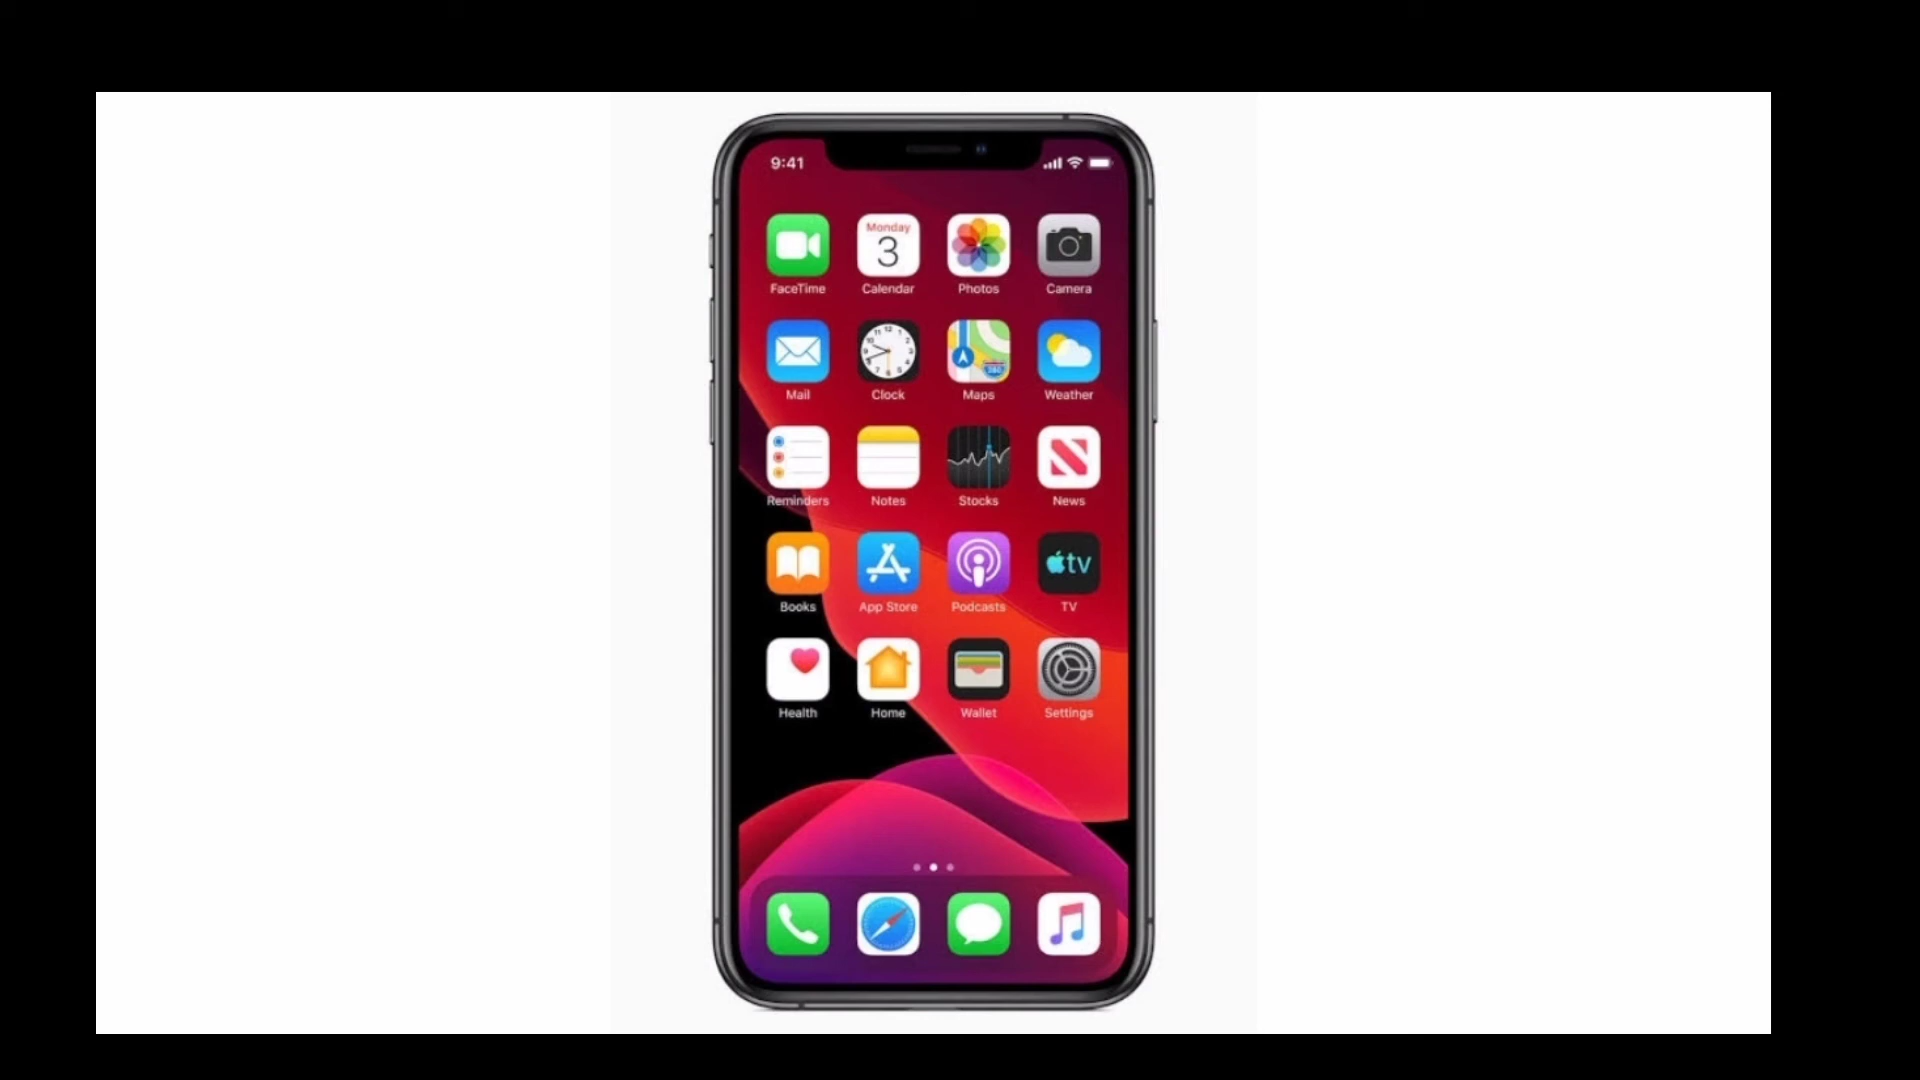 9:41
Monday
3
FaceTime Calendar Photos Camera
Mail Clock Maps Weather
Reminders Notes Stocks News
tv
Books App Store Podcasts TV
Health Home Wallet Settings